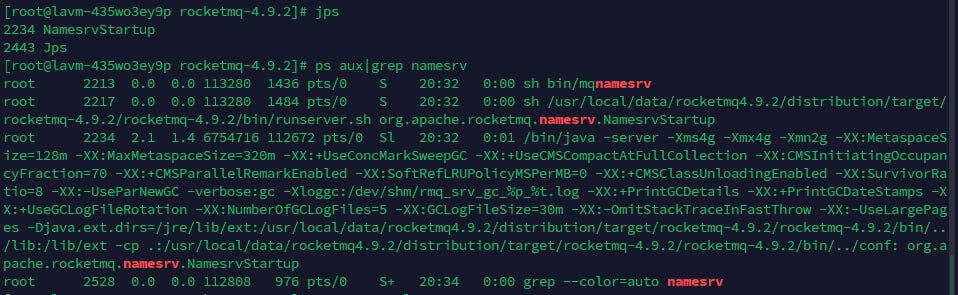 [root@lavm-435wo3ey9p rocketmq-4.9.2]# jps
2234 NamesrvStartup
2443 Jps
[root@lavm-435wo3ey9p rocketmq-4.9.2]# ps aux|grep namesrv
root      2213  0.0  0.0 113280  1436 pts/0    S    20:32   0:00 sh bin/mqnamesrv
root      2217  0.0  0.0 113280  1484 pts/0    S    20:32   0:00 sh /usr/local/data/rocketmq4.9.2/distribution/target/
rocketmq-4.9.2/rocketmq-4.9.2/bin/runserver.sh org.apache.rocketmq.namesrv.NamesrvStartup
root      2234  2.1  1.4 6754716 112672 pts/0  Sl   20:32   0:01 /bin/java -server -Xms4g -Xmx4g -Xmn2g -XX:MetaspaceS
ize=128m -XX:MaxMetaspaceSize=320m -XX:+UseConcMarkSweepGC -XX:+UseCMSCompactAtFullCollection -XX:CMSInitiatingOccupan
cyFraction=70 -XX:+CMSParallelRemarkEnabled -XX:SoftRefLRUPolicyMSPerMB=0 -XX:+CMSClassUnloadingEnabled -XX:SurvivorRa
tio=8 -XX:-UseParNewGC -verbose:gc -Xloggc:/dev/shm/rmq_srv_gc_%p_%t.log -XX:+PrintGCDetails -XX:+PrintGCDateStamps -X
X:+UseGCLogFileRotation -XX:NumberOfGCLogFiles=5 -XX:GCLogFileSize=30m -XX:-OmitStackTraceInFastThrow -XX:-UseLargePag
es -Djava.ext.dirs=/jre/lib/ext:/usr/local/data/rocketmq4.9.2/distribution/target/rocketmq-4.9.2/rocketmq-4.9.2/bin/..
/lib:/lib/ext -cp .:/usr/local/data/rocketmq4.9.2/distribution/target/rocketmq-4.9.2/rocketmq-4.9.2/bin/../conf: org.a
pache.rocketmq.namesrv.NamesrvStartup
root      2528  0.0  0.0 112808   976 pts/0    S+   20:34   0:00 grep --color=auto namesrv